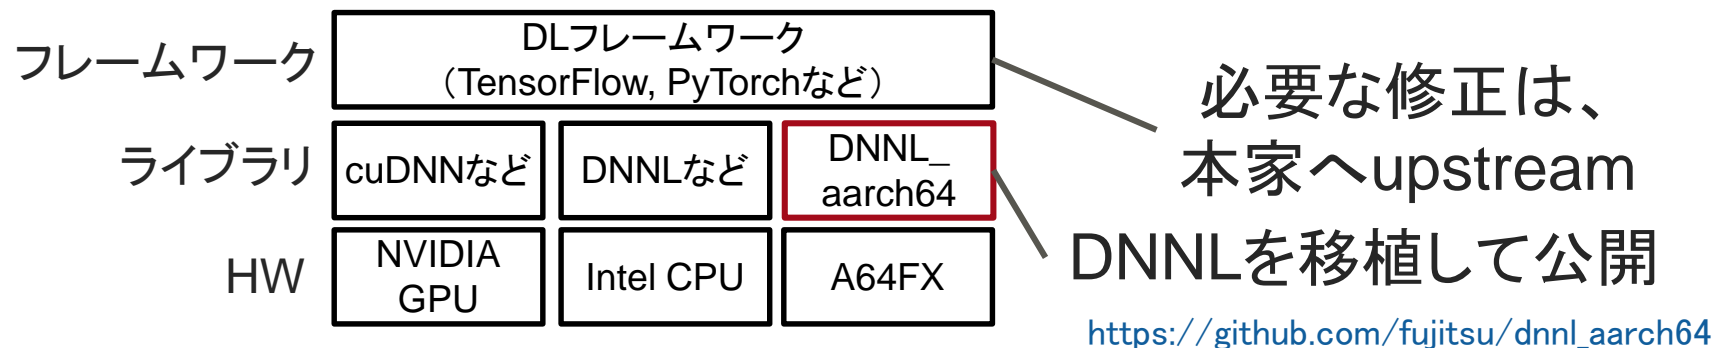 フレームワーク
DLフレームワーク
（TensorFlow, PyTorchなど）
必要な修正は、
本家へupstream
ライブラリ
cuDNNなど
DNNLなど
DNNL_
aarch64
DNNLを移植して公開
HW
NVIDIA
GPU
Intel CPU
A64FX
https://github.com/fujitsu/dnnl_aarch64